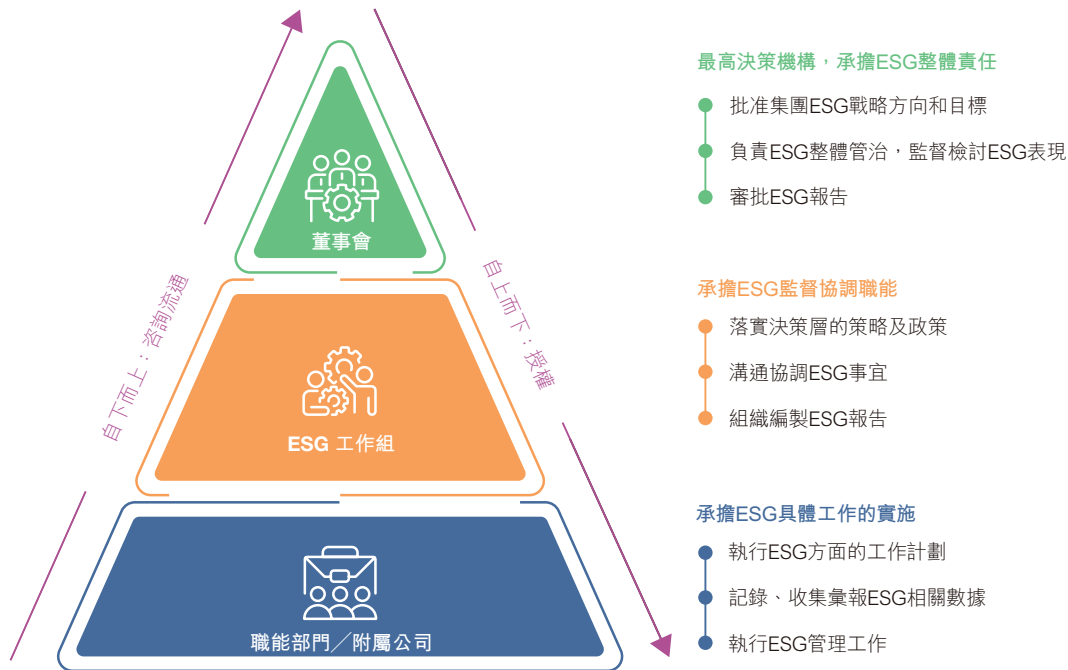 最高決策機構，承擔ESG整體責任
批准集團ESG戰略方向和目標
負責ESG整體管治，監督檢討ESG表現
審批ESG報告
董事會
自下而上：咨詢流通
自上而下：授權
承擔ESG監督協調職能
落實決策層的策略及政策
溝通協調ESG事宜
組織編製ESG報告
ESG 工作組
承擔ESG具體工作的實施
執行ESG方面的工作計劃
記錄、收集彙報ESG相關數據
執行ESG管理工作
職能部門／附屬公司